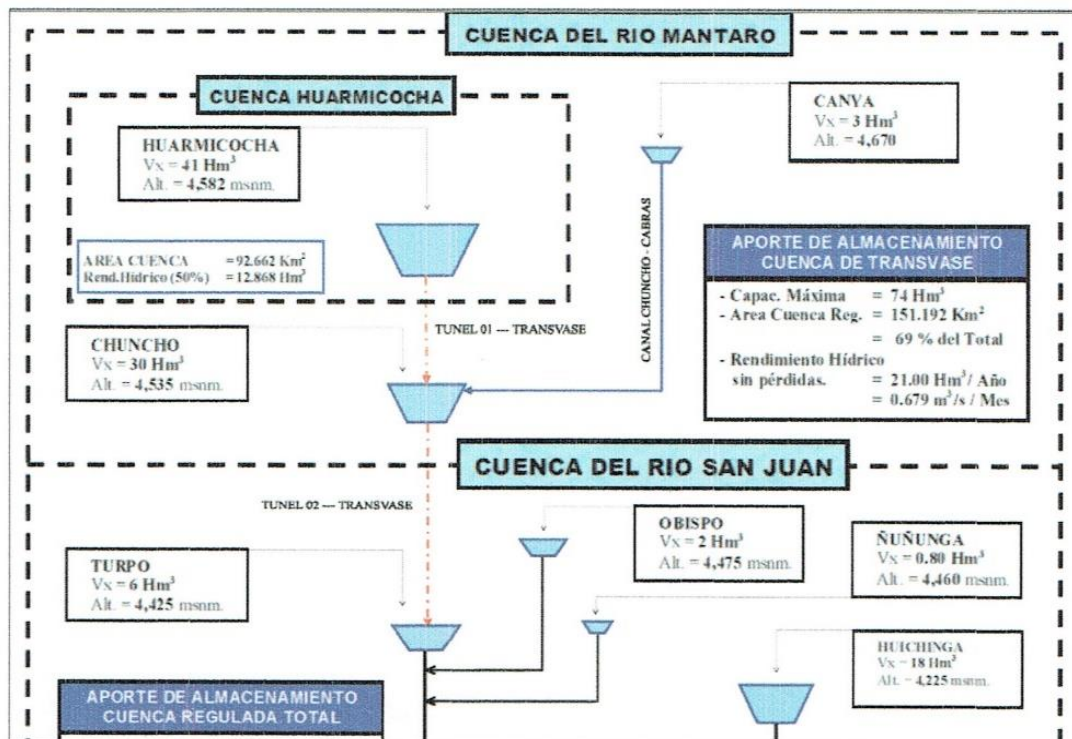 CUENCA DEL RIO MANTARO
CUENCA HUARMICOCHA
HUARMICOCHA
Vx = 41 Hm³
Alt. = 4,582 msnm.
CANYA
Vx = 3 Hm³
Alt. = 4,670
AREA CUENCA = 92.662 Km²
Rend.Hídrico (50%) = 12.868 Hm³
CANAL CHUNCHO - CABRAS
APORTE DE ALMACENAMIENTO
CUENCA DE TRANSVASE
- Capac. Máxima = 74 Hm³
- Area Cuenca Reg. = 151.192 Km²
= 69 % del Total
- Rendimiento Hídrico
sin pérdidas. = 21.00 Hm³/ Año
= 0.679 m³/s / Mes
TUNEL 01 --- TRANSVASE
CHUNCHO
Vx = 30 Hm³
Alt. = 4,535 msnm.
CUENCA DEL RIO SAN JUAN
TUNEL 02 --- TRANSVASE
OBISPO
Vx = 2 Hm³
Alt. = 4,475 msnm.
ÑUÑUNGA
Vx = 0.80 Hm³
Alt. = 4,460 msnm.
TURPO
Vx = 6 Hm³
Alt. = 4,425 msnm.
HUICHINGA
Vx = 18 Hm³
Alt. = 4,225 msnm.
APORTE DE ALMACENAMIENTO
CUENCA REGULADA TOTAL